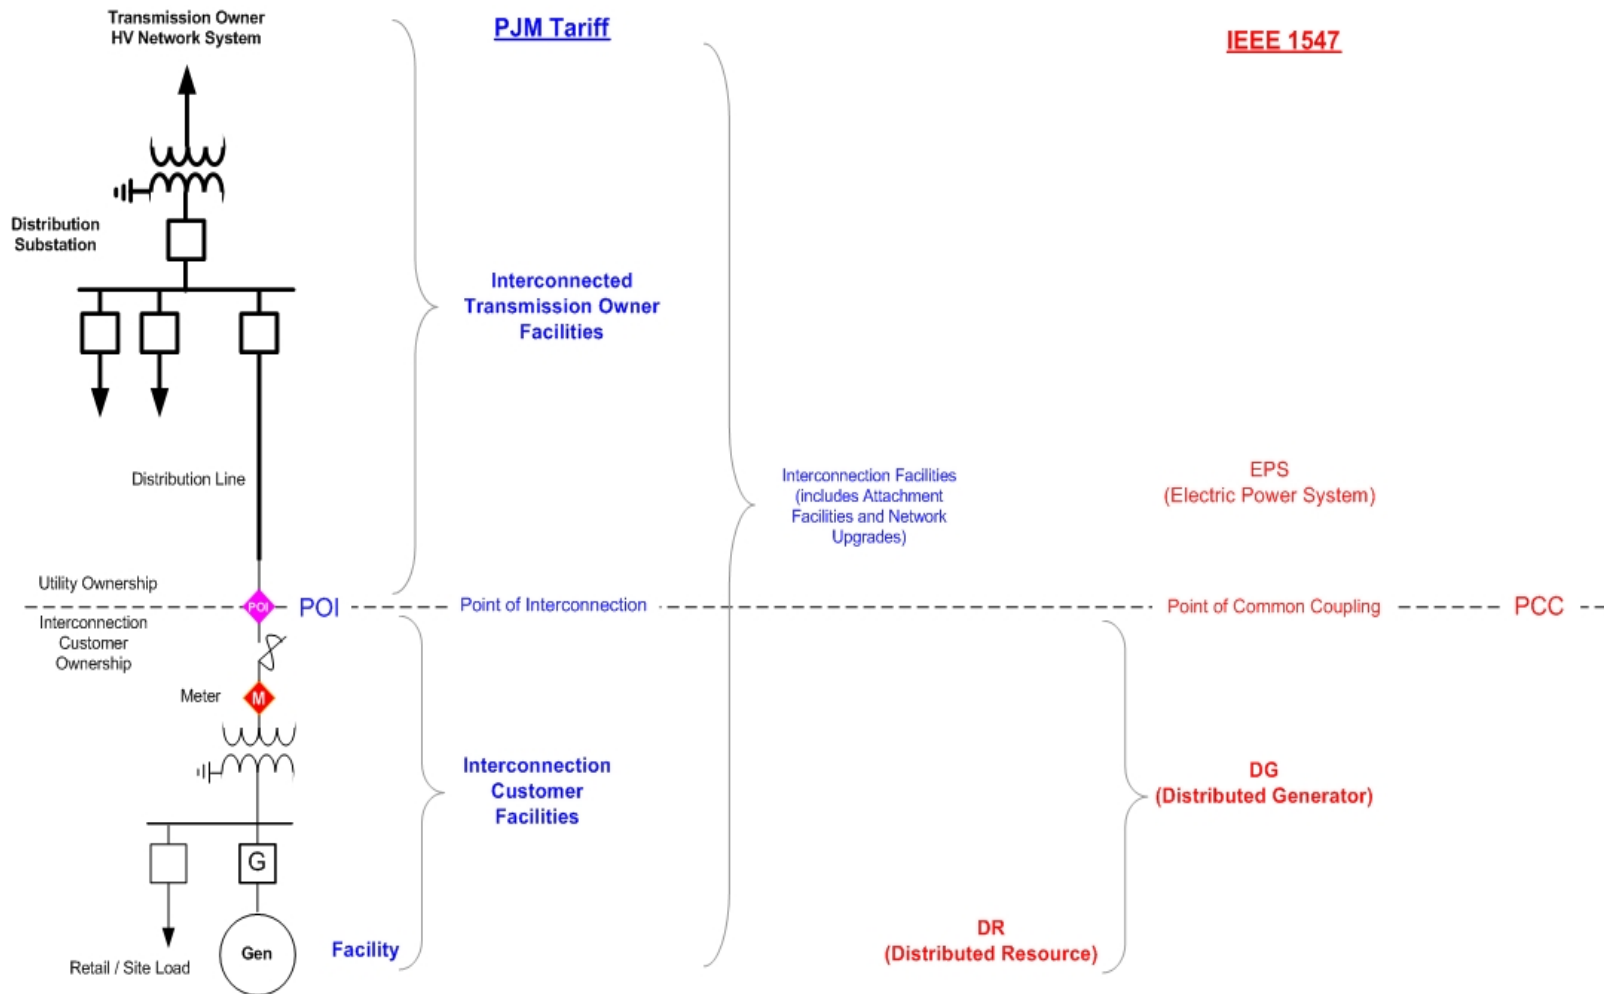 Transmission Owner
HV Network System
PJM Tariff
IEEE 1547
Distribution
Substation
Interconnected
Transmission Owner
Facilities
Distribution Line
Interconnection Facilities
(includes Attachment
Facilities and Network
Upgrades)
EPS
(Electric Power System)
Utility Ownership
POI
POI
Point of Interconnection
Point of Common Coupling
PCC
Interconnection
Customer
Ownership
Meter
M
Interconnection
Customer
Facilities
DG
(Distributed Generator)
G
Gen
Facility
DR
(Distributed Resource)
Retail / Site Load